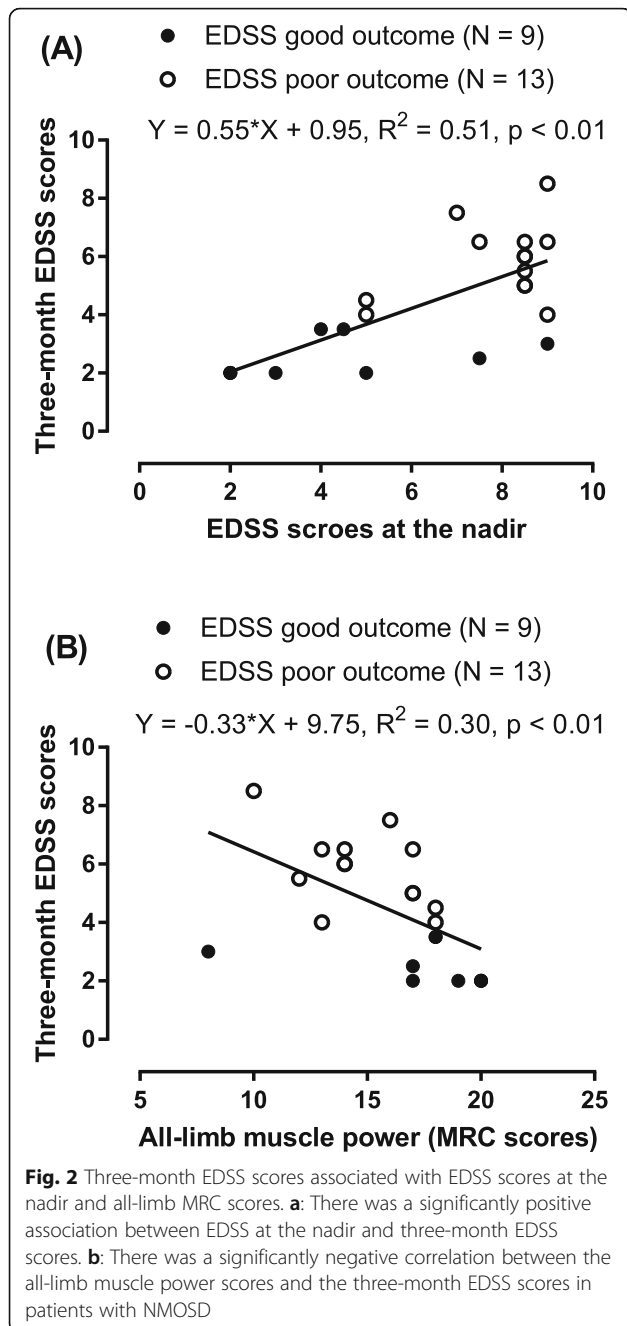 (A)
● EDSS good outcome (N = 9)
○ EDSS poor outcome (N = 13)
Y = 0.55*X + 0.95, R² = 0.51, p < 0.01
Three-month EDSS scores
10
8
6
4
2
0
0 2 4 6 8 10
EDSS scroes at the nadir
(B)
● EDSS good outcome (N = 9)
○ EDSS poor outcome (N = 13)
Y = -0.33*X + 9.75, R² = 0.30, p < 0.01
Three-month EDSS scores
10
8
6
4
2
0
5 10 15 20 25
All-limb muscle power (MRC scores)
Fig. 2 Three-month EDSS scores associated with EDSS scores at the
nadir and all-limb MRC scores. a: There was a significantly positive
association between EDSS at the nadir and three-month EDSS
scores. b: There was a significantly negative correlation between the
all-limb muscle power scores and the three-month EDSS scores in
patients with NMOSD